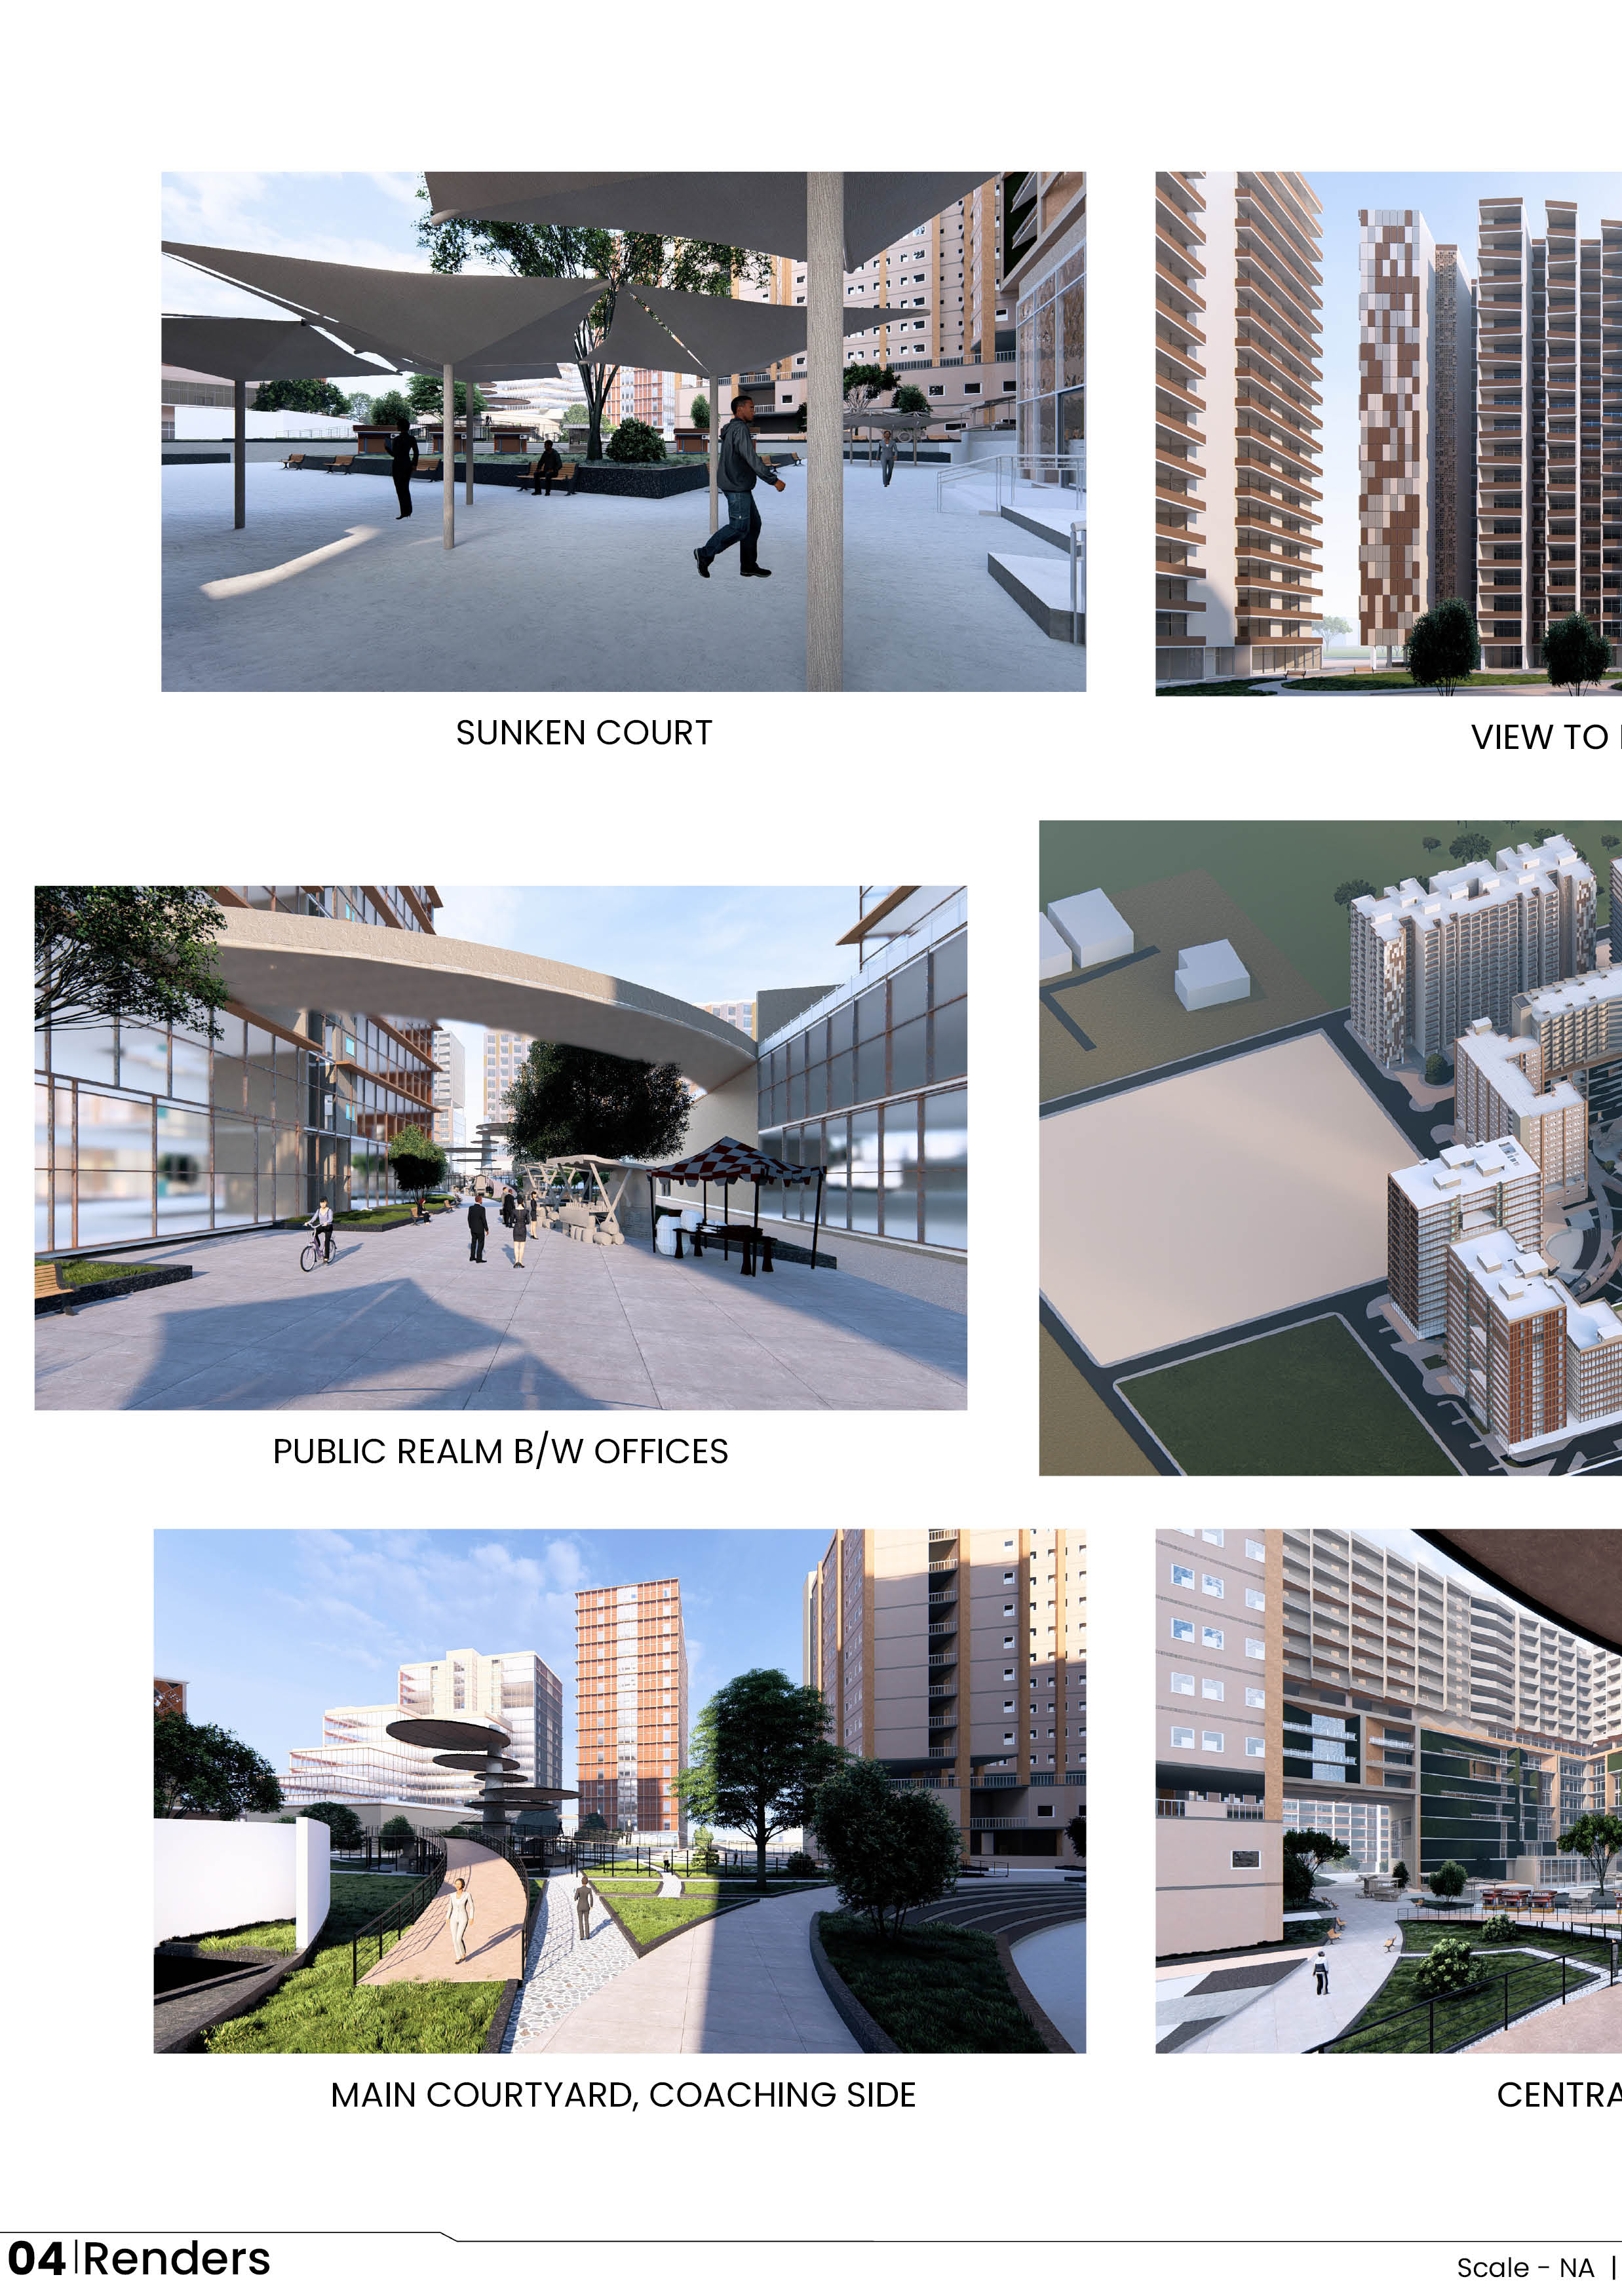 SUNKEN COURT
VIEW TO
PUBLIC REALM B/W OFFICES
MAIN COURTYARD, COACHING SIDE
CENTRA
04|Renders
Scale - NA |